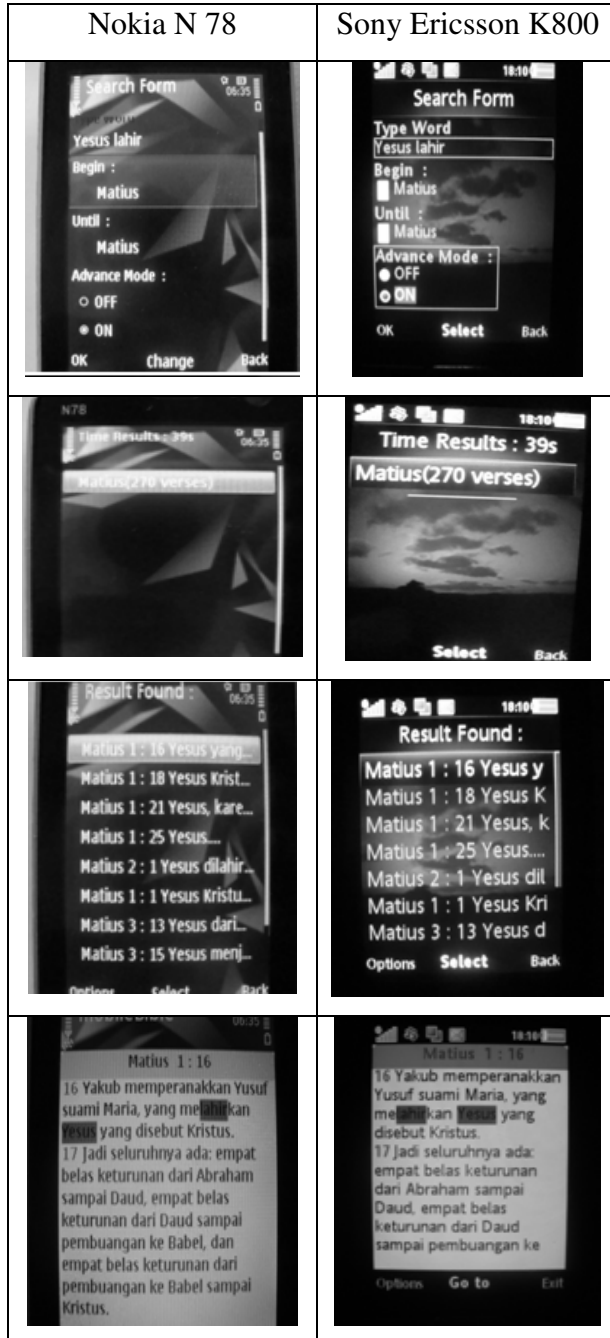 Nokia N 78
Sony Ericsson K800
Search Form
06:35
Yesus lahir
Begin :
Matius
Until :
Matius
Advance Mode :
OFF
ON
OK Change Back
18:10
Search Form
Type Word
Yesus lahir
Begin :
Matius
Until :
Matius
Advance Mode :
OFF
ON
OK Select Back
N78
Time Results : 39s
06:35
Matius(270 verses)
18:10
Time Results : 39s
Matius(270 verses)
Select Back
Result Found :
06:35
Matius 1 : 16 Yesus yang...
Matius 1 : 18 Yesus Krist...
Matius 1 : 21 Yesus, kare...
Matius 1 : 25 Yesus....
Matius 2 : 1 Yesus dilahir...
Matius 1 : 1 Yesus Kristu...
Matius 3 : 13 Yesus dari...
Matius 3 : 15 Yesus menj...
Options Select Back
18:10
Result Found :
Matius 1 : 16 Yesus y
Matius 1 : 18 Yesus K
Matius 1 : 21 Yesus, k
Matius 1 : 25 Yesus....
Matius 2 : 1 Yesus dil
Matius 1 : 1 Yesus Kri
Matius 3 : 13 Yesus d
Options Select Back
MobileBible
06:35
Matius 1:16
16 Yakub memperanakkan Yusuf
suami Maria, yang melahirkan
Yesus yang disebut Kristus.
17 Jadi seluruhnya ada: empat
belas keturunan dari Abraham
sampai Daud, empat belas
keturunan dari Daud sampai
pembuangan ke Babel, dan
empat belas keturunan dari
pembuangan ke Babel sampai
Kristus.
18:10
Matius 1:16
16 Yakub memperanakkan
Yusuf suami Maria, yang
melahirkan Yesus yang
disebut Kristus.
17 Jadi seluruhnya ada:
empat belas keturunan
dari Abraham sampai
Daud, empat belas
keturunan dari Daud
sampai pembuangan ke
Options Go to Exit